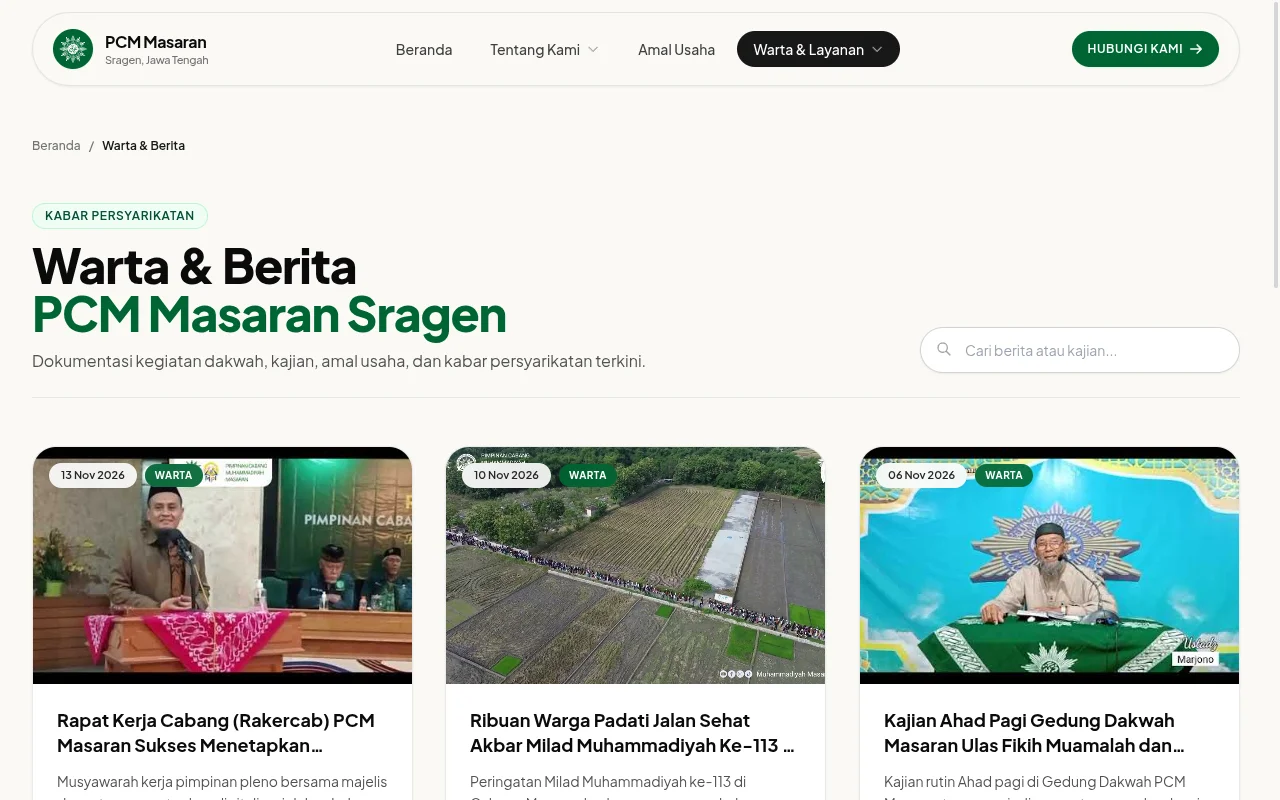 PCM Masaran
Sragen, Jawa Tengah
Beranda
Tentang Kami
Amal Usaha
Warta & Layanan
HUBUNGI KAMI
Beranda / Warta & Berita
KABAR PERSYARIKATAN
Warta & Berita
PCM Masaran Sragen
Dokumentasi kegiatan dakwah, kajian, amal usaha, dan kabar persyarikatan terkini.
Cari berita atau kajian...
13 Nov 2026
WARTA
PIMPINAN CABANG
MUHAMMADIYAH
MASARAN
PIMPINAN CABA
Rapat Kerja Cabang (Rakercab) PCM
Masaran Sukses Menetapkan...
Musyawarah kerja pimpinan pleno bersama majelis
10 Nov 2026
WARTA
PIMPINAN CABANG
Muhammadiyah Masa
Ribuan Warga Padati Jalan Sehat
Akbar Milad Muhammadiyah Ke-113 ...
Peringatan Milad Muhammadiyah ke-113 di
06 Nov 2026
WARTA
Ustadz
Marjono
Kajian Ahad Pagi Gedung Dakwah
Masaran Ulas Fikih Muamalah dan...
Kajian rutin Ahad pagi di Gedung Dakwah PCM